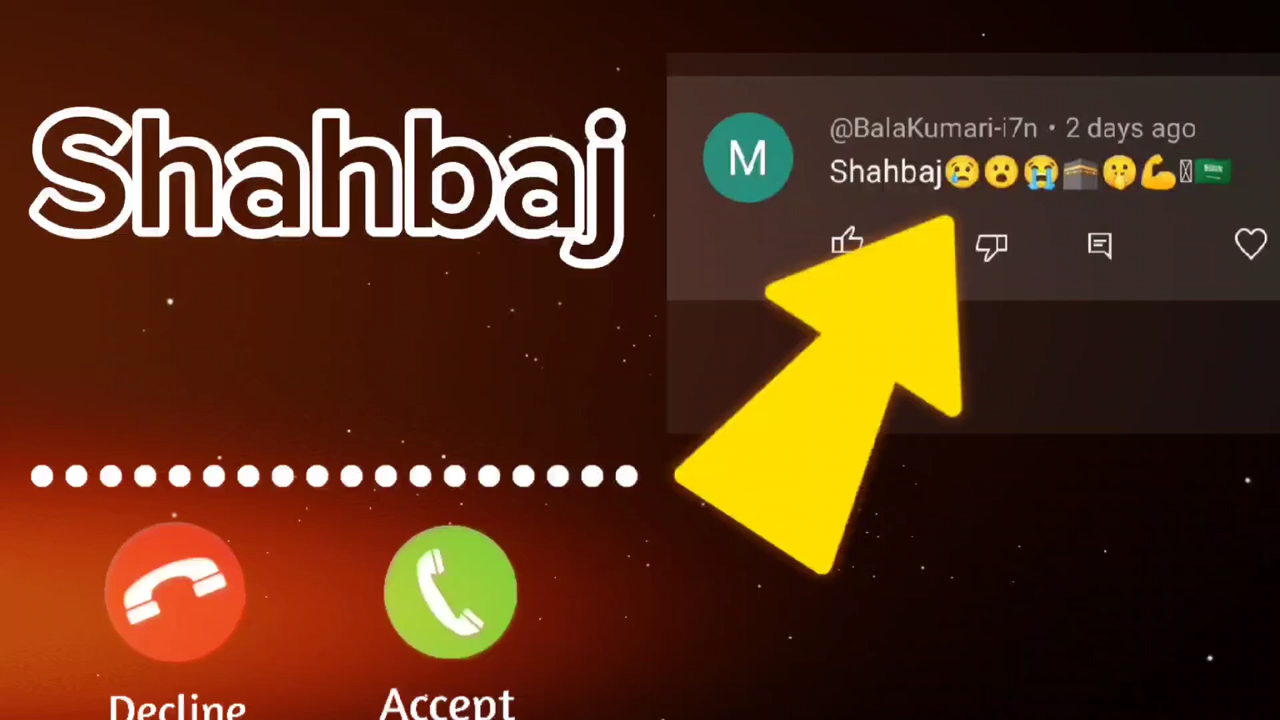 Shahbaj
M
@BalaKumari-i7n • 2 days ago
Shahbaj😢😮😭🕋🤫💪🇸🇦
Decline
Accept